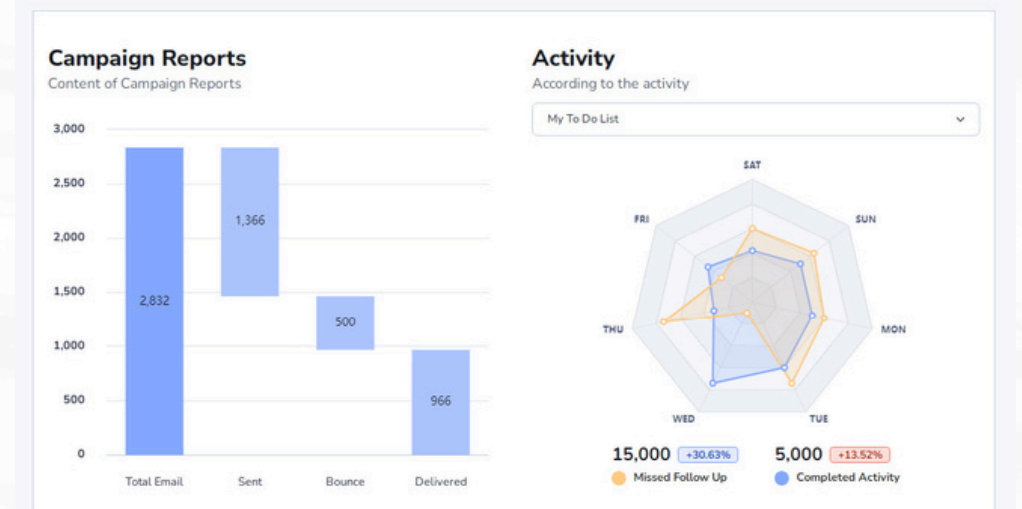 Campaign Reports
Content of Campaign Reports
3,000
2,500
2,000
1,500
1,000
500
0
2,832
1,366
500
966
Total Email
Sent
Bounce
Delivered
Activity
According to the activity
My To Do List
SAT
SUN
MON
TUE
WED
THU
FRI
15,000 +30.63%
Missed Follow Up
5,000 +13.52%
Completed Activity